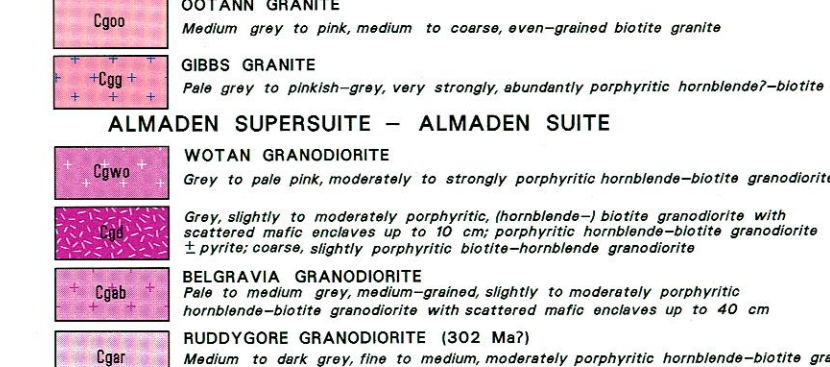 OOTANN GRANITE
Cgoo
Medium grey to pink, medium to coarse, even-grained biotite granite
GIBBS GRANITE
Cgg
Pale grey to pinkish-grey, very strongly, abundantly porphyritic hornblende?-biotite
ALMADEN SUPERSUITE – ALMADEN SUITE
WOTAN GRANODIORITE
Cgwo
Grey to pale pink, moderately to strongly porphyritic hornblende-biotite granodiorite
Cgd
Grey, slightly to moderately porphyritic, (hornblende-) biotite granodiorite with
scattered mafic enclaves up to 10 cm; porphyritic hornblende-biotite granodiorite
± pyrite; coarse, slightly porphyritic biotite-hornblende granodiorite
BELGRAVIA GRANODIORITE
Cgab
Pale to medium grey, medium-grained, slightly to moderately porphyritic
hornblende-biotite granodiorite with scattered mafic enclaves up to 40 cm
RUDDYGORE GRANODIORITE (302 Ma?)
Cgar
Medium to dark grey, fine to medium, moderately porphyritic hornblende-biotite gra